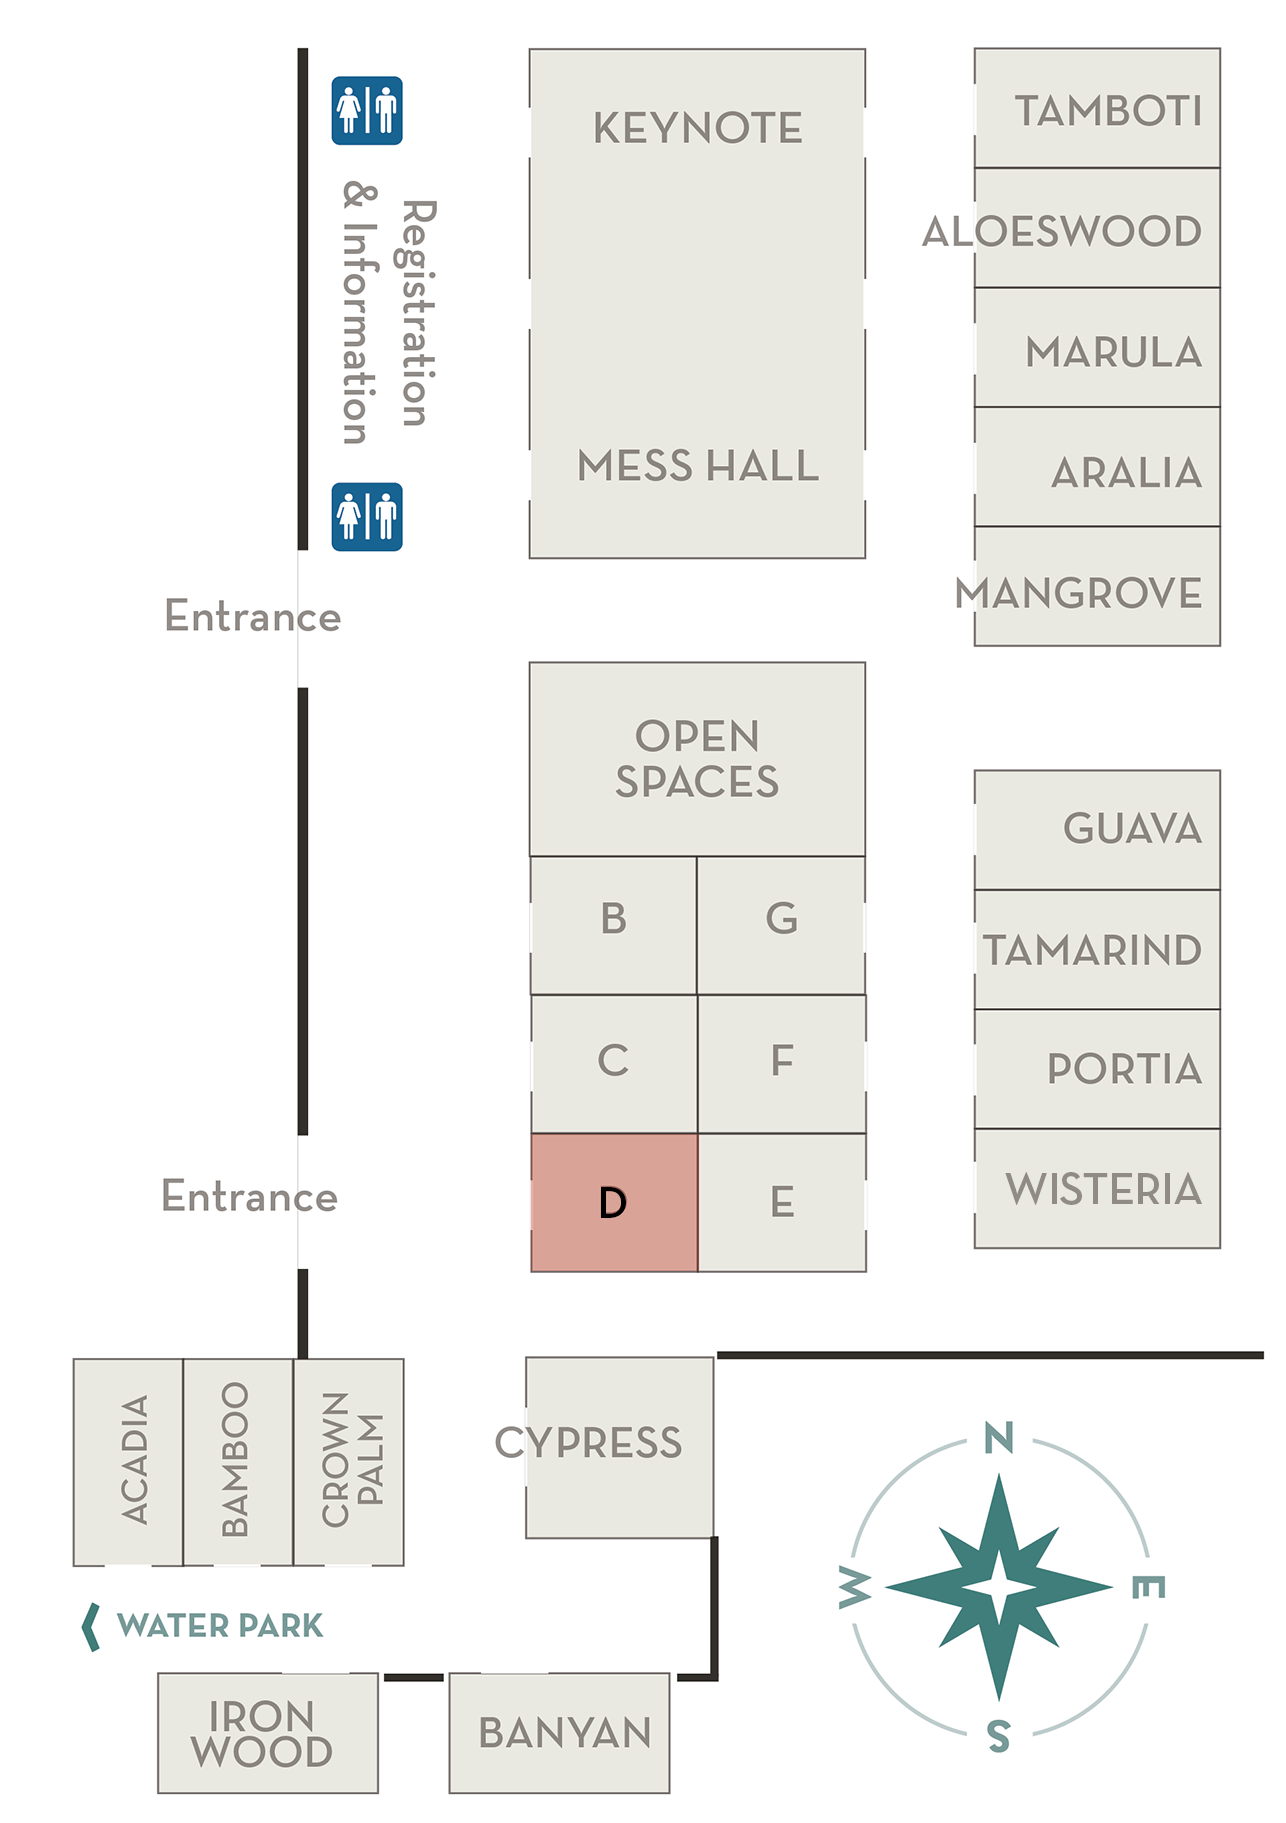 KEYNOTE
MESS HALL
Registration
& Information
TAMBOTI
ALOESWOOD
MARULA
ARALIA
MANGROVE
Entrance
OPEN
SPACES
B
G
C
F
D
E
GUAVA
TAMARIND
PORTIA
WISTERIA
Entrance
ACADIA
BAMBOO
CROWN
PALM
CYPRESS
WATER PARK
IRON
WOOD
BANYAN
N
W
E
S